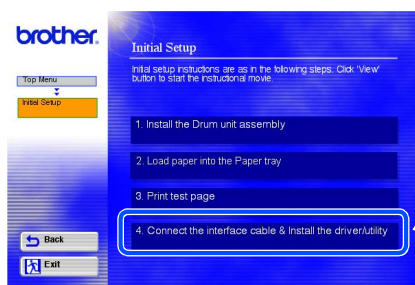 brother.
Top Menu
Initial Setup
Back
Exit
Initial Setup
Initial setup instructions are as in the following steps. Click 'View'
button to start the instructional movie.
1. Install the Drum unit assembly
2. Load paper into the Paper tray
3. Print test page
4. Connect the interface cable & Install the driver/utility